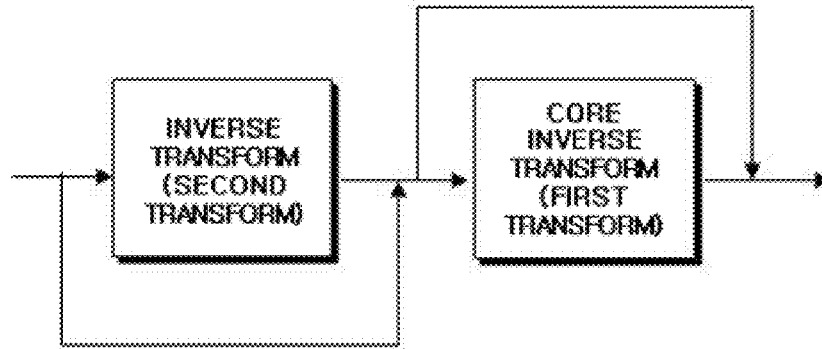 INVERSE
TRANSFORM
(SECOND
TRANSFORM)
CORE
INVERSE
TRANSFORM
(FIRST
TRANSFORM)